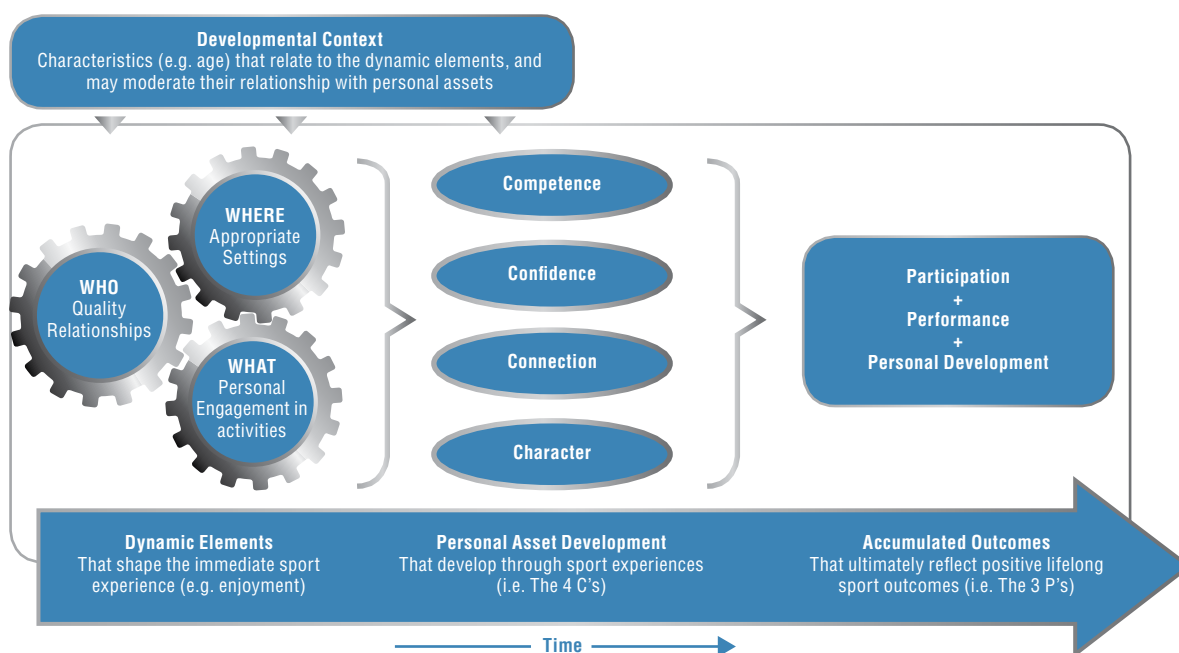 Developmental Context
Characteristics (e.g. age) that relate to the dynamic elements, and
may moderate their relationship with personal assets
WHO
Quality
Relationships
WHERE
Appropriate
Settings
WHAT
Personal
Engagement in
activities
Competence
Confidence
Connection
Character
Participation
+
Performance
+
Personal Development
Dynamic Elements
That shape the immediate sport
experience (e.g. enjoyment)
Personal Asset Development
That develop through sport experiences
(i.e. The 4 C's)
Accumulated Outcomes
That ultimately reflect positive lifelong
sport outcomes (i.e. The 3 P's)
Time